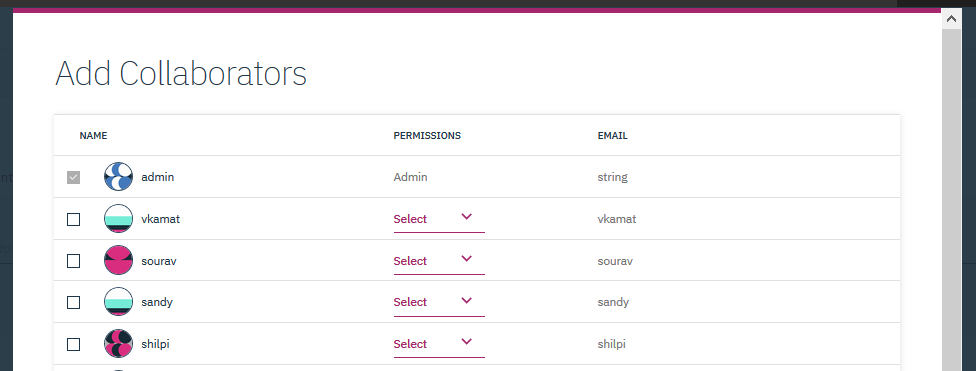 Add Collaborators
NAME PERMISSIONS EMAIL
admin Admin string
vkamat Select vkamat
sourav Select sourav
sandy Select sandy
shilpi Select shilpi